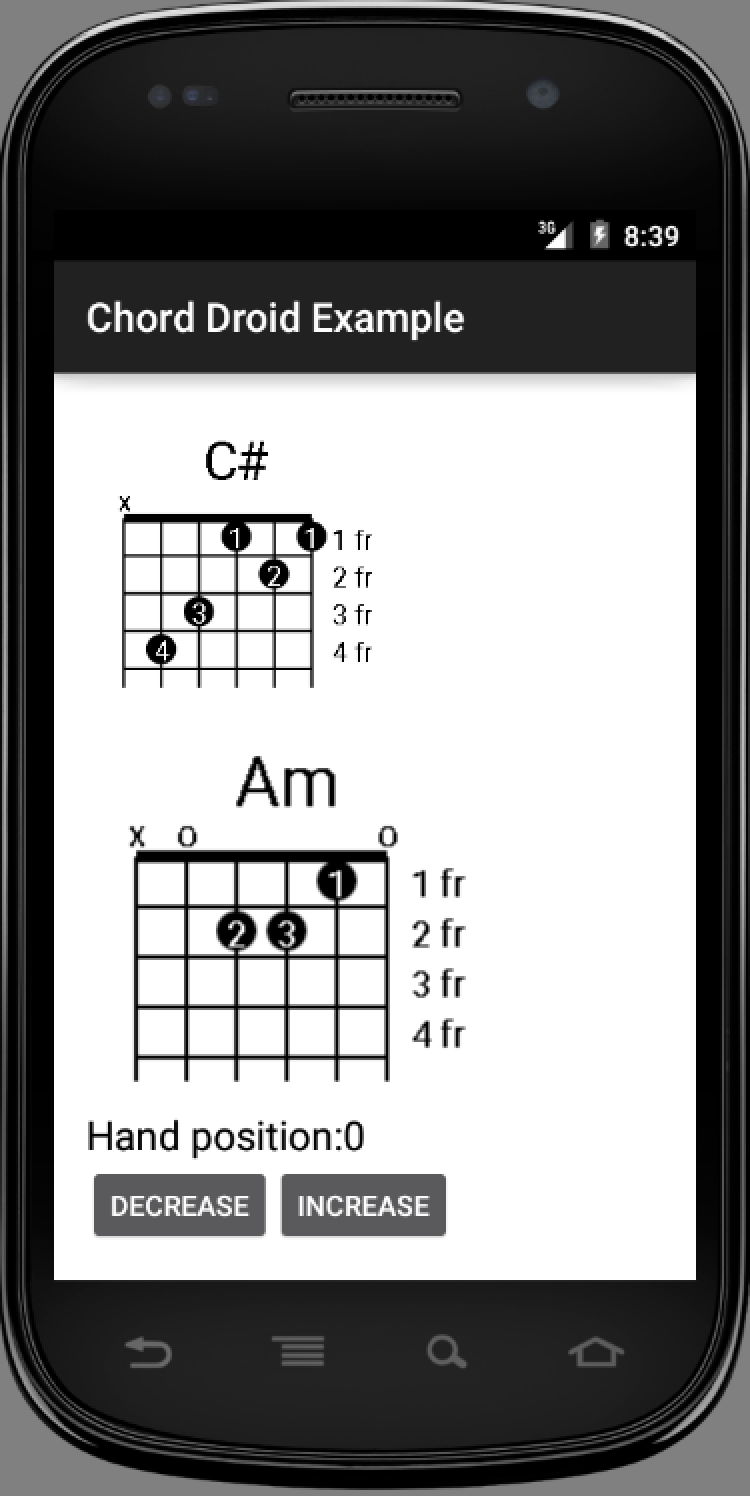 3G 8:39
Chord Droid Example
C#
x
1 1 1 fr
2 2 fr
3 3 fr
4 4 fr
Am
x o o
1 1 fr
2 3 2 fr
3 fr
4 fr
Hand position:0
DECREASE INCREASE